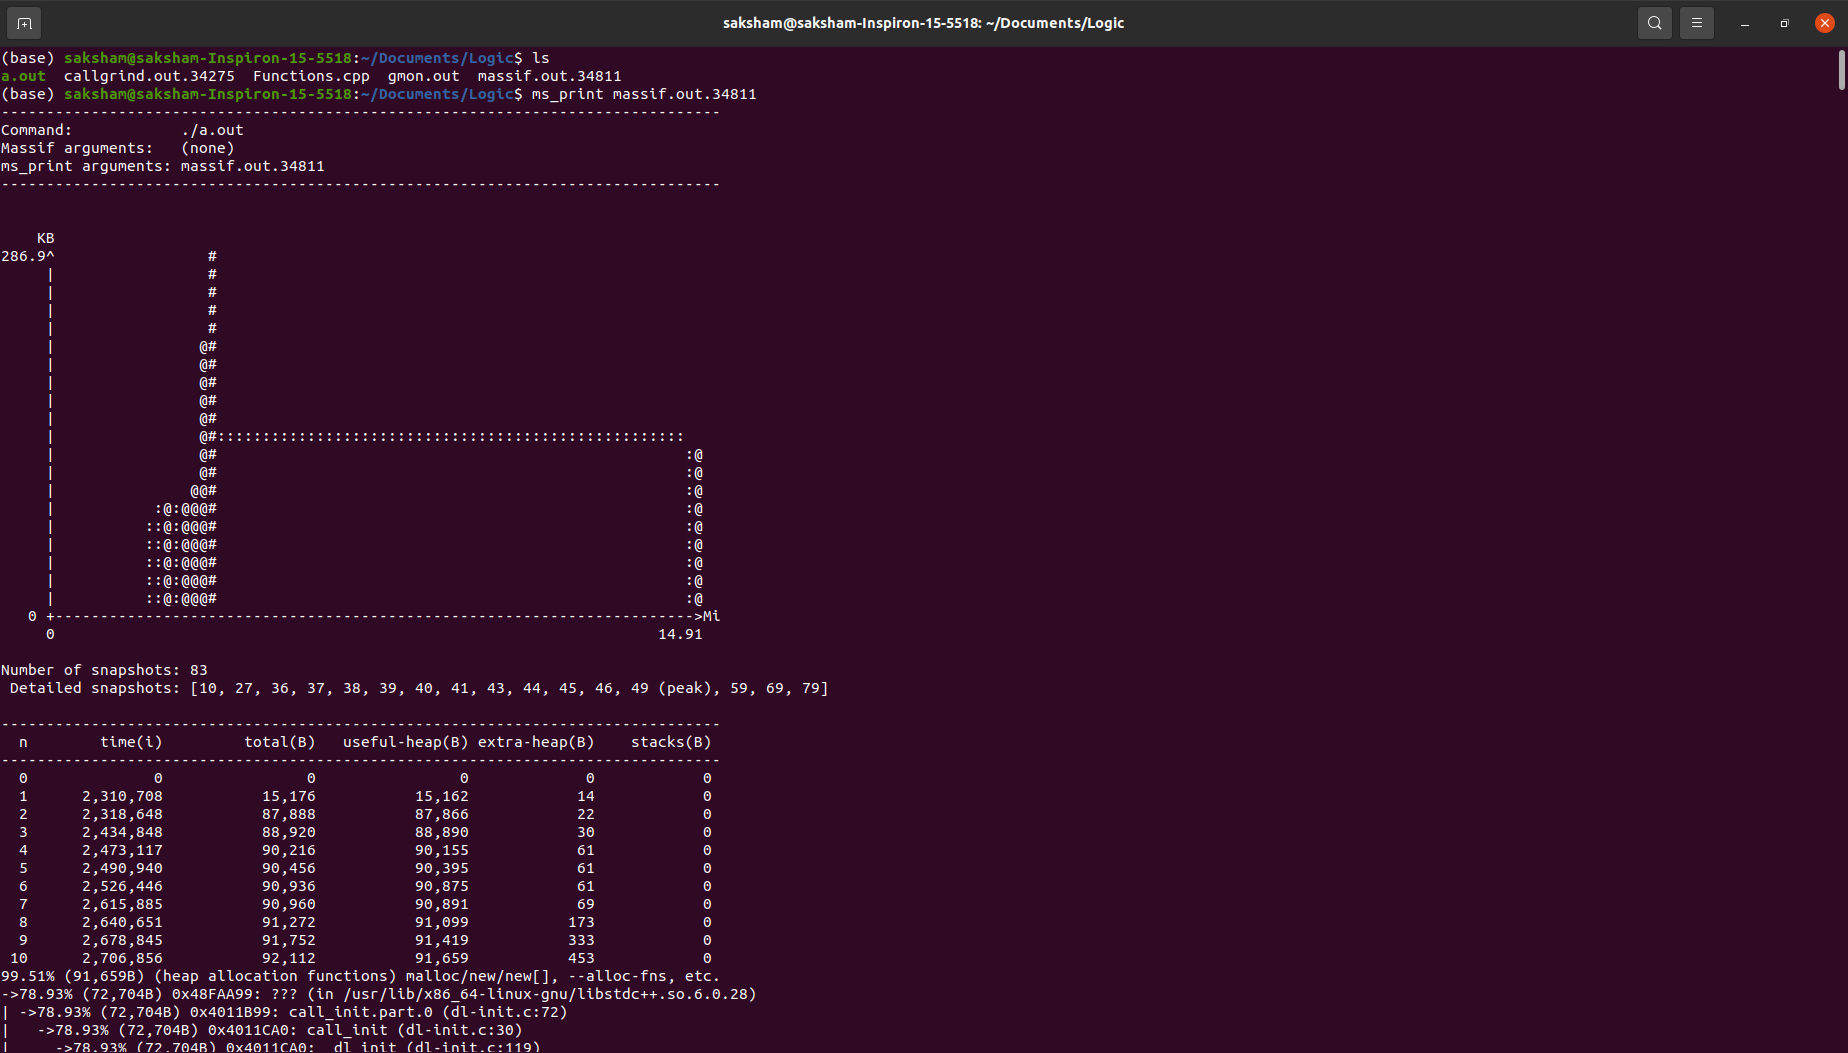 saksham@saksham-Inspiron-15-5518: ~/Documents/Logic
(base) saksham@saksham-Inspiron-15-5518:~/Documents/Logic$ ls
a.out  callgrind.out.34275  Functions.cpp  gmon.out  massif.out.34811
(base) saksham@saksham-Inspiron-15-5518:~/Documents/Logic$ ms_print massif.out.34811
--------------------------------------------------------------------------------
Command:            ./a.out
Massif arguments:   (none)
ms_print arguments: massif.out.34811
--------------------------------------------------------------------------------
    KB
286.9^                 #
     |                 #
     |                 #
     |                 #
     |                 #
     |                @#
     |                @#
     |                @#
     |                @#
     |                @#
     |                @#::::::::::::::::::::::::::::::::::::::::::::::::::::
     |                @#                                                    :@
     |                @#                                                    :@
     |               @@#                                                    :@
     |           :@:@@@#                                                    :@
     |          ::@:@@@#                                                    :@
     |          ::@:@@@#                                                    :@
     |          ::@:@@@#                                                    :@
     |          ::@:@@@#                                                    :@
     |          ::@:@@@#                                                    :@
   0 +----------------------------------------------------------------------->Mi
     0                                                                   14.91
Number of snapshots: 83
 Detailed snapshots: [10, 27, 36, 37, 38, 39, 40, 41, 43, 44, 45, 46, 49 (peak), 59, 69, 79]
--------------------------------------------------------------------------------
  n        time(i)         total(B)   useful-heap(B) extra-heap(B)    stacks(B)
--------------------------------------------------------------------------------
  0              0                0                0             0            0
  1      2,310,708           15,176           15,162            14            0
  2      2,318,648           87,888           87,866            22            0
  3      2,434,848           88,920           88,890            30            0
  4      2,473,117           90,216           90,155            61            0
  5      2,490,940           90,456           90,395            61            0
  6      2,526,446           90,936           90,875            61            0
  7      2,615,885           90,960           90,891            69            0
  8      2,640,651           91,272           91,099           173            0
  9      2,678,845           91,752           91,419           333            0
 10      2,706,856           92,112           91,659           453            0
99.51% (91,659B) (heap allocation functions) malloc/new/new[], --alloc-fns, etc.
->78.93% (72,704B) 0x48FAA99: ??? (in /usr/lib/x86_64-linux-gnu/libstdc++.so.6.0.28)
| ->78.93% (72,704B) 0x4011B99: call_init.part.0 (dl-init.c:72)
|   ->78.93% (72,704B) 0x4011CA0: call_init (dl-init.c:30)
|     ->78.93% (72,704B) 0x4011CA0: _dl_init (dl-init.c:119)